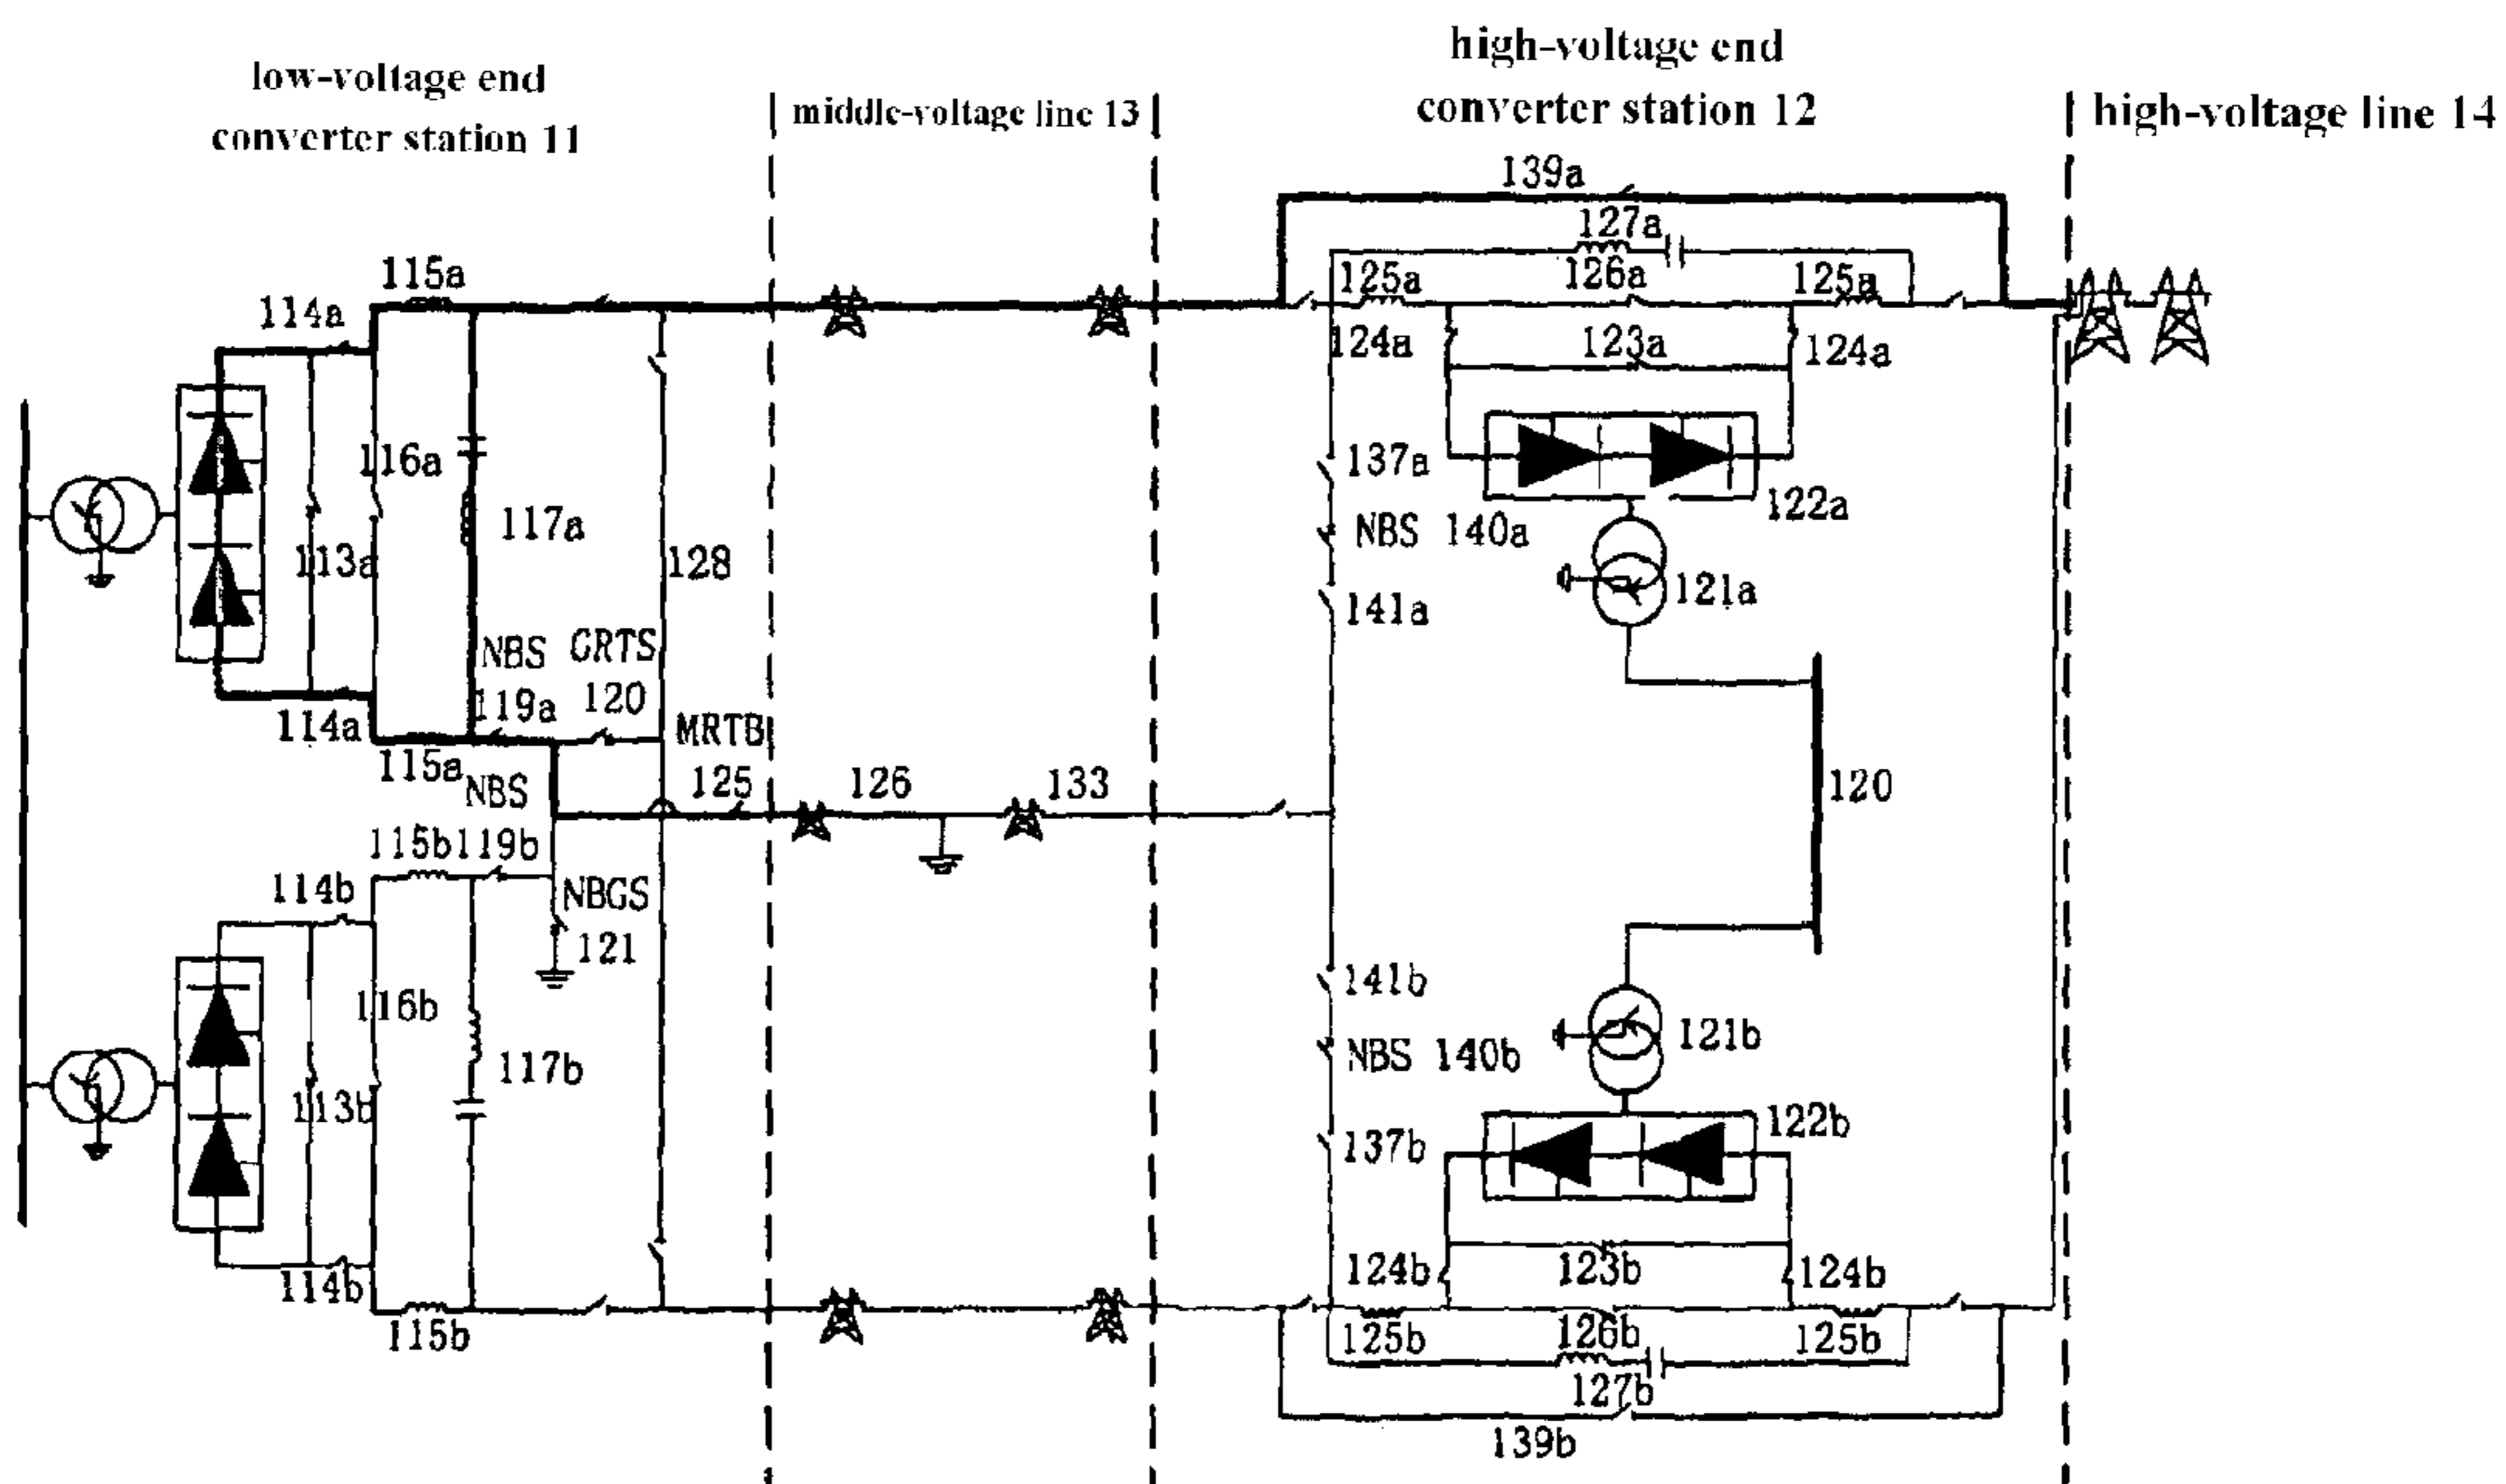 low-voltage end
converter station 11
middle-voltage line 13
high-voltage end
converter station 12
high-voltage line 14
139a
127a
115a
125a
126a
125a
114a
124a
123a
124a
116a
137a
122a
117a
NBS 140a
113a
128
121a
141a
NBS
GRTS
119a
120
114a
MRTB
115a
NBS
125
126
133
120
115b
119b
114b
NBGS
121
141b
116b
121b
NBS 140b
117b
113b
122b
137b
114b
124b
123b
124b
115b
125b
126b
125b
127b
139b